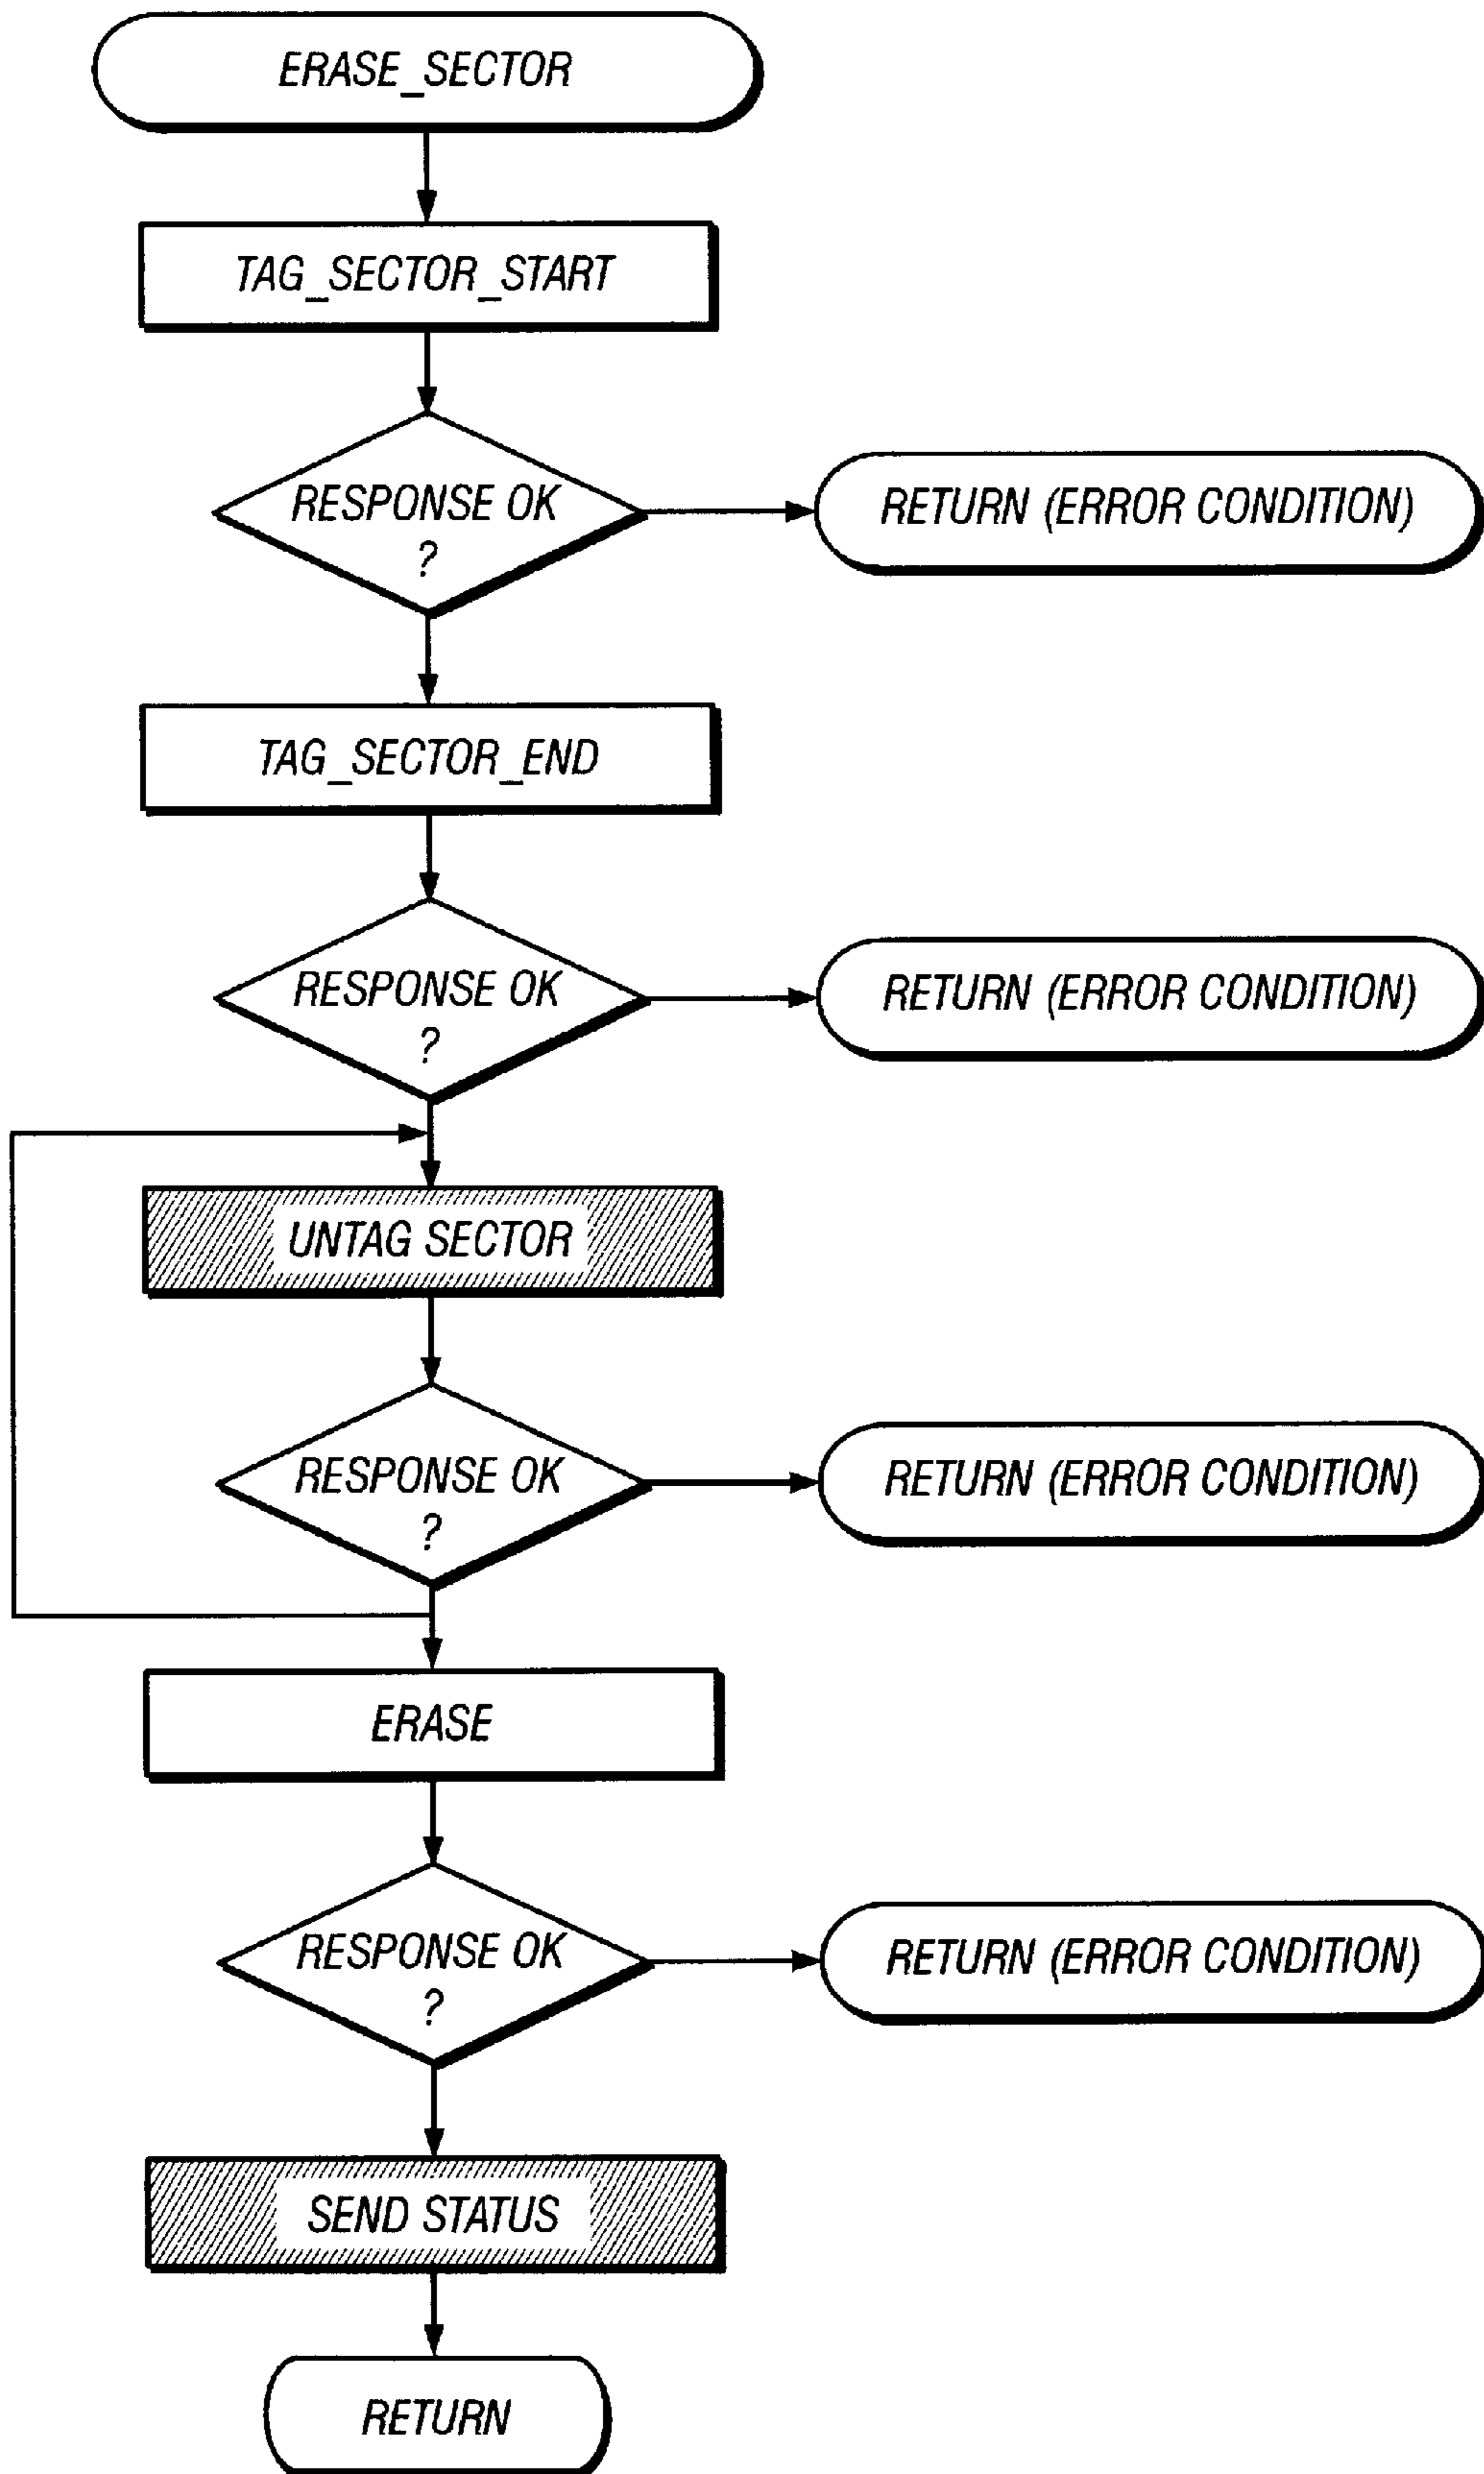 ERASE_SECTOR
TAG_SECTOR_START
RESPONSE OK
?
RETURN (ERROR CONDITION)
TAG_SECTOR_END
RESPONSE OK
?
RETURN (ERROR CONDITION)
UNTAG SECTOR
RESPONSE OK
?
RETURN (ERROR CONDITION)
ERASE
RESPONSE OK
?
RETURN (ERROR CONDITION)
SEND STATUS
RETURN